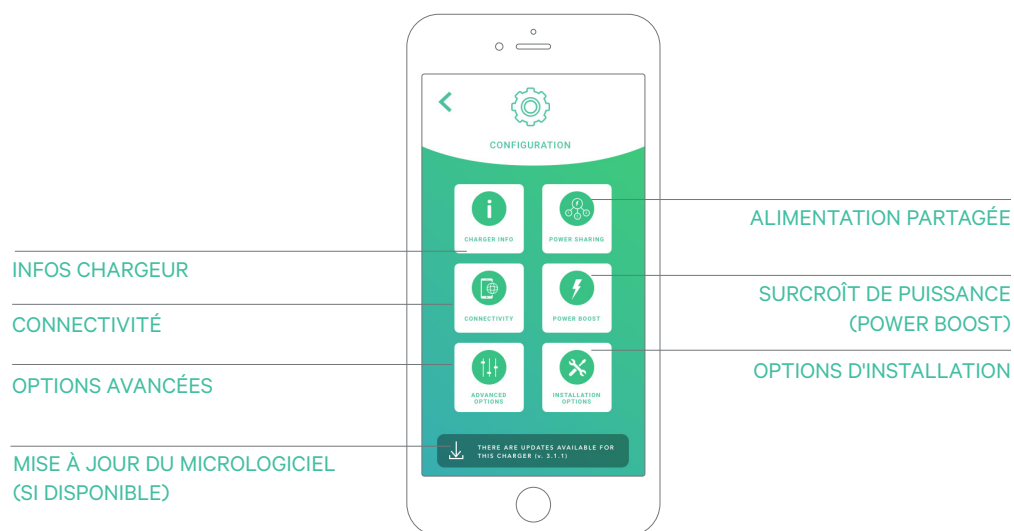 CONFIGURATION
CHARGER INFO
POWER SHARING
CONNECTIVITY
POWER BOOST
ADVANCED
OPTIONS
INSTALLATION
OPTIONS
THERE ARE UPDATES AVAILABLE FOR
THIS CHARGER (v. 3.1.1)
INFOS CHARGEUR
CONNECTIVITÉ
OPTIONS AVANCÉES
MISE À JOUR DU MICROLOGICIEL
(SI DISPONIBLE)
ALIMENTATION PARTAGÉE
SURCROÎT DE PUISSANCE
(POWER BOOST)
OPTIONS D'INSTALLATION